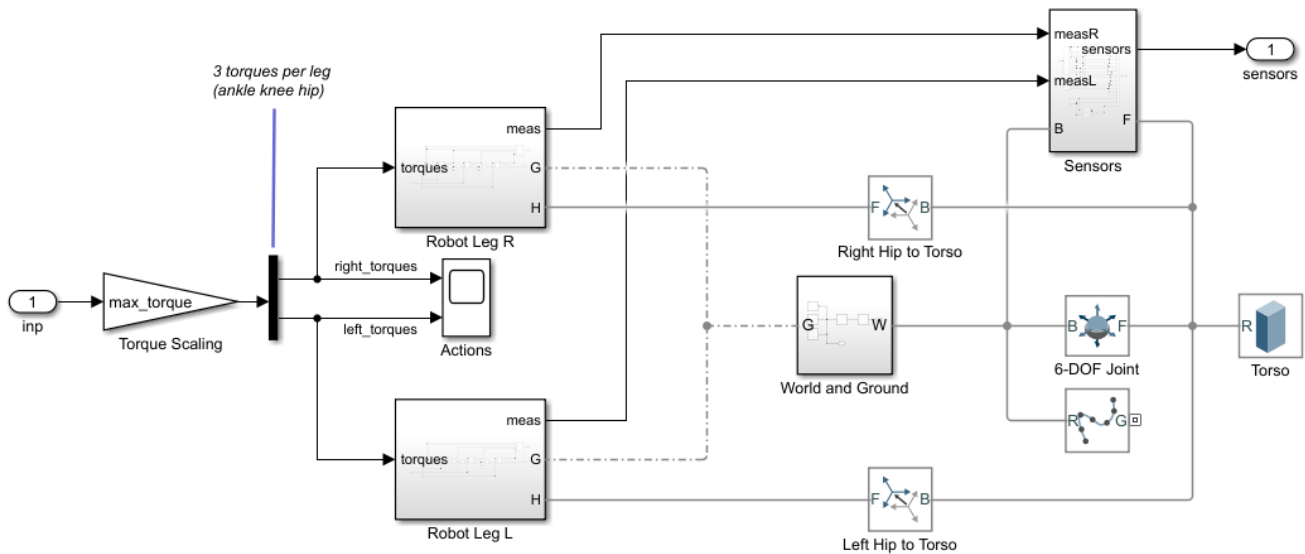 measR
sensors
measL
B
F
Sensors
1
sensors
3 torques per leg
(ankle knee hip)
meas
torques
G
H
Robot Leg R
F
B
Right Hip to Torso
1
inp
max_torque
Torque Scaling
right_torques
left_torques
Actions
G
W
World and Ground
B
F
6-DOF Joint
R
Torso
R
G
meas
torques
G
H
Robot Leg L
F
B
Left Hip to Torso